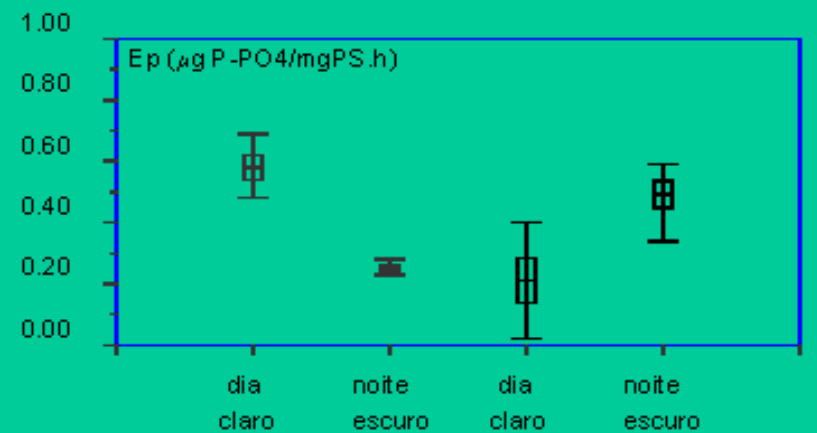 1.00
Ep (µg P-PO4/mgPS.h)
0.80
0.60
0.40
0.20
0.00
dia noite dia noite
claro escuro claro escuro